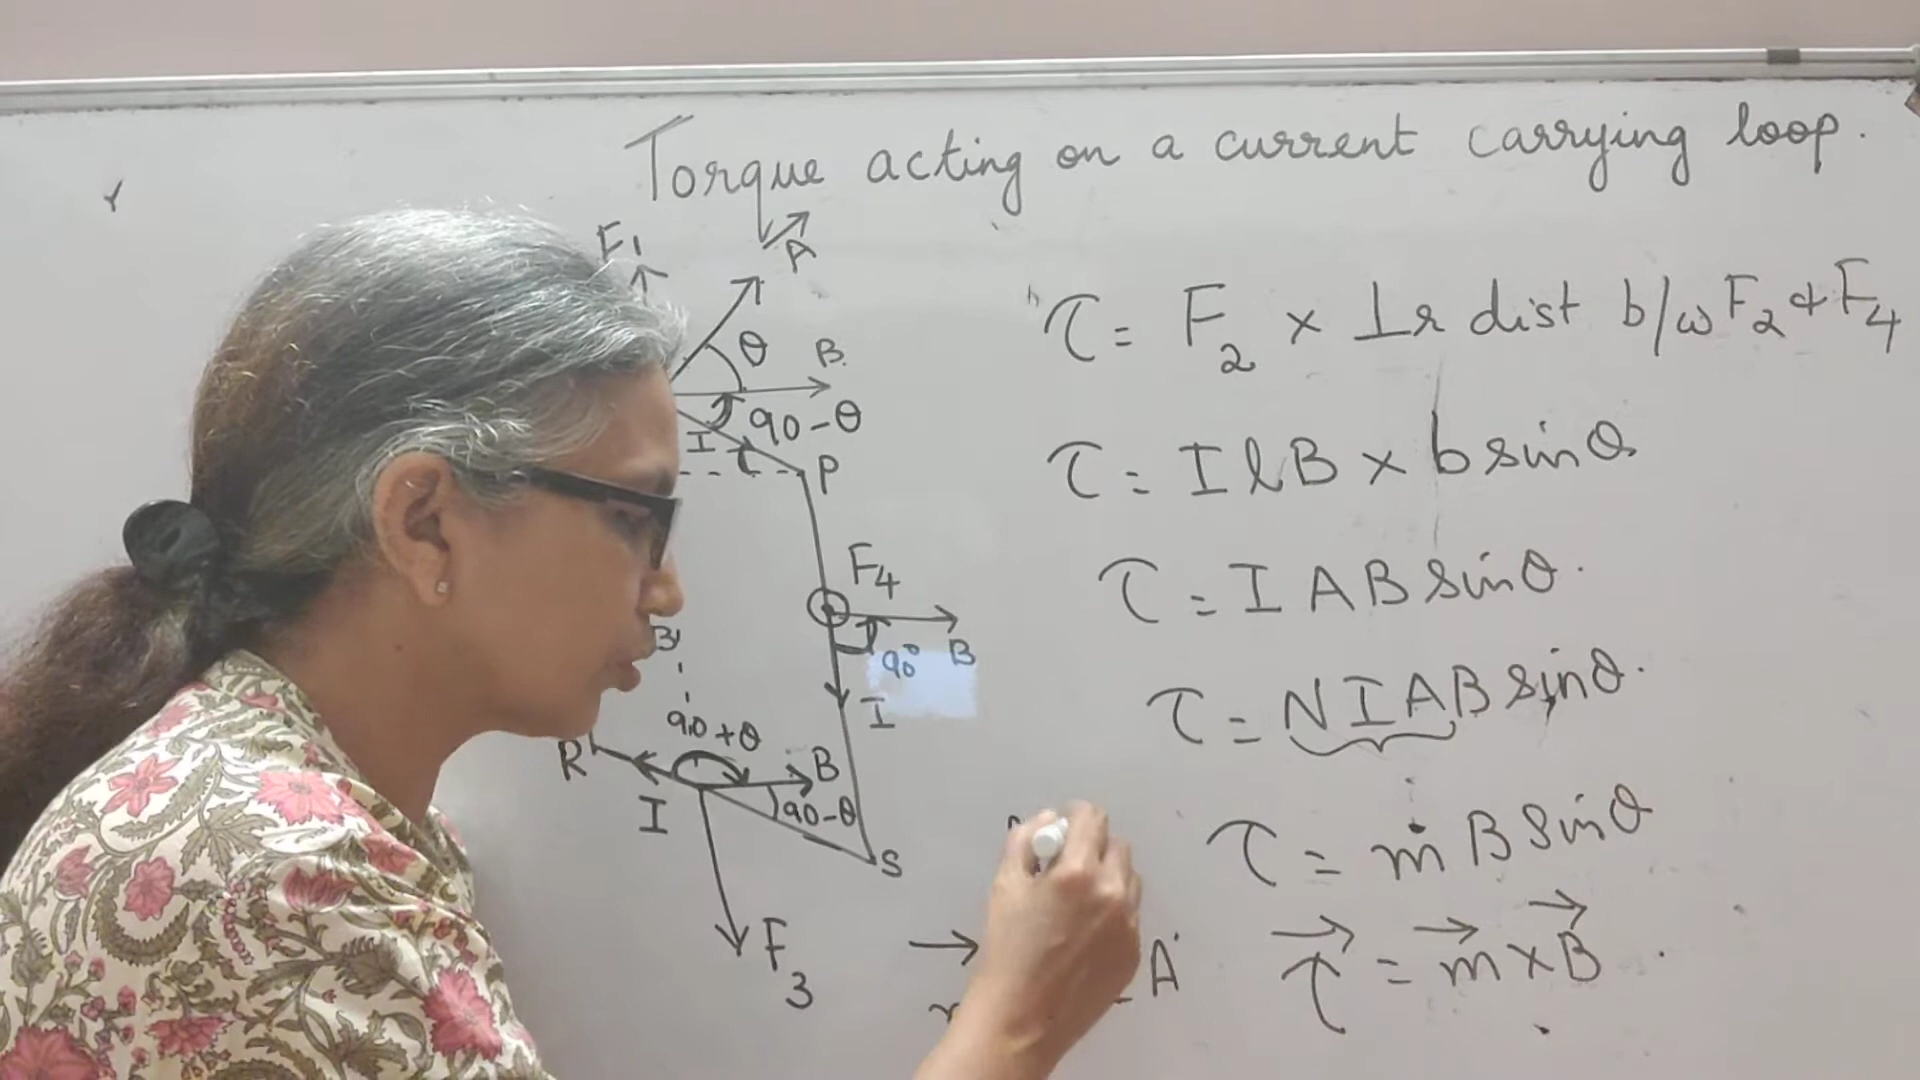 Torque acting on a current carrying loop.
F₁
A
θ
B
90-θ
I
P
F₄
90°
B
I
B
90+θ
R
B
I
90-θ
S
F₃
τ = F₂ × ⊥r dist b/w F₂ & F₄
τ = I l B × b sin θ
τ = I A B sin θ.
τ = N I A B sin θ.
τ = m B sin θ
A
τ⃗ = m⃗ × B⃗